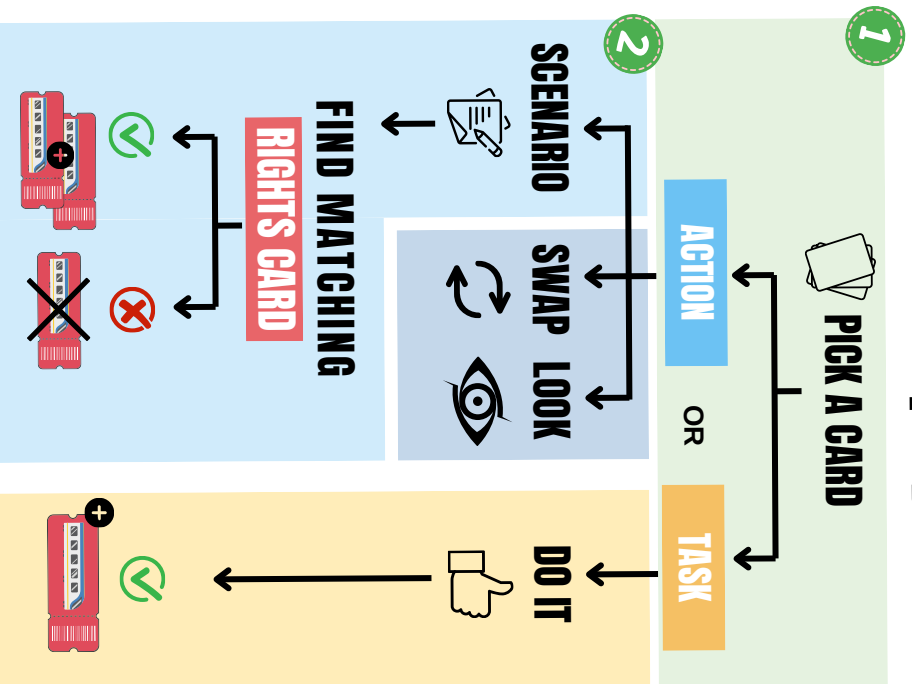 1
PICK A CARD
ACTION
OR
TASK
2
SCENARIO
SWAP
LOOK
DO IT
FIND MATCHING
RIGHTS CARD